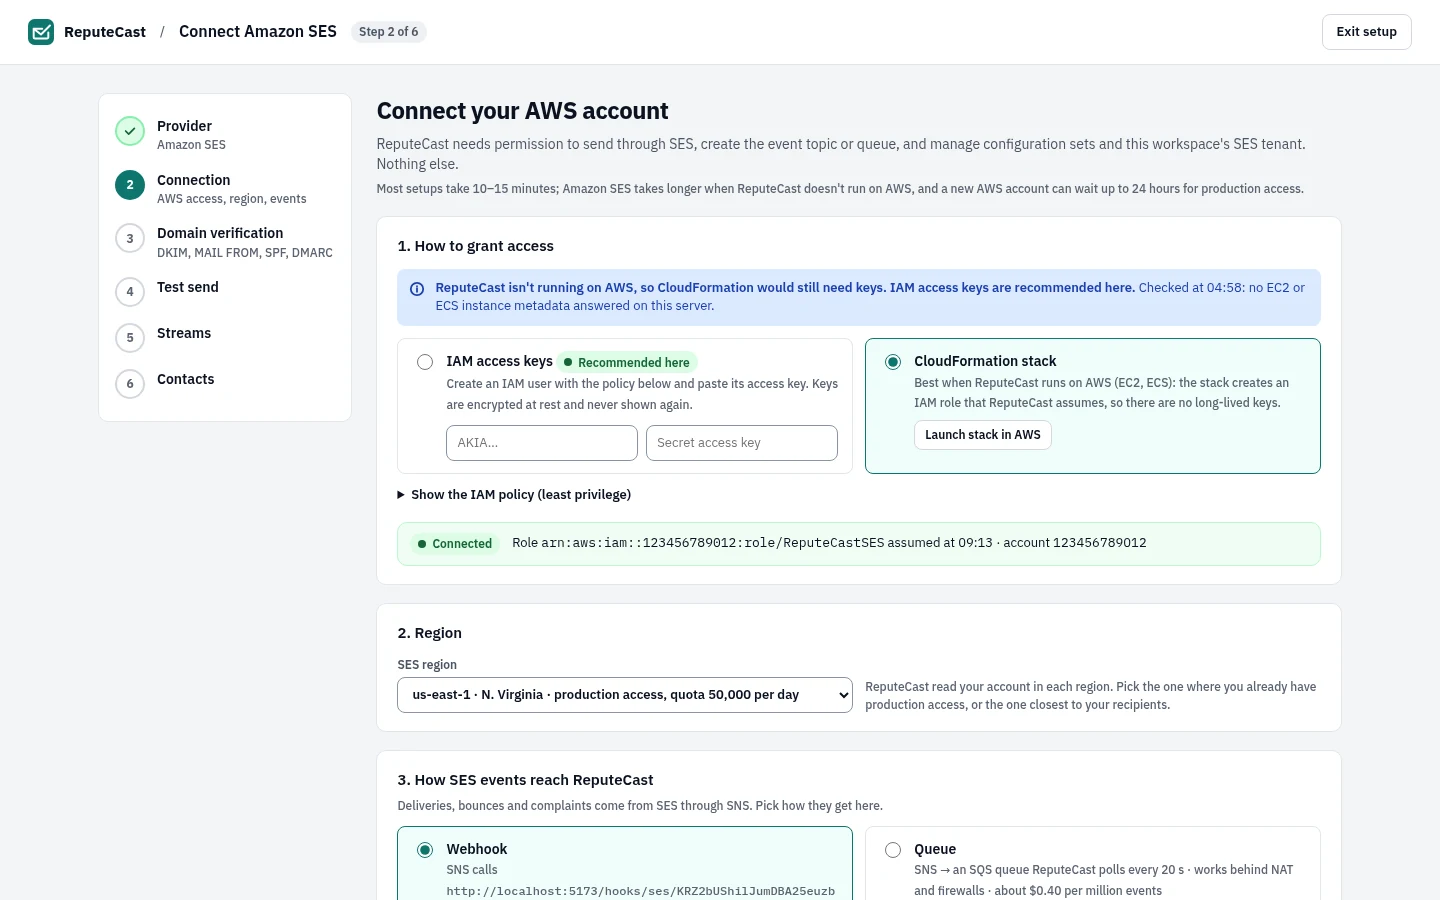 ReputeCast / Connect Amazon SES Step 2 of 6
Exit setup
Provider
Amazon SES
2
Connection
AWS access, region, events
3
Domain verification
DKIM, MAIL FROM, SPF, DMARC
4
Test send
5
Streams
6
Contacts
Connect your AWS account
ReputeCast needs permission to send through SES, create the event topic or queue, and manage configuration sets and this workspace's SES tenant.
Nothing else.
Most setups take 10–15 minutes; Amazon SES takes longer when ReputeCast doesn't run on AWS, and a new AWS account can wait up to 24 hours for production access.
1. How to grant access
ReputeCast isn't running on AWS, so CloudFormation would still need keys. IAM access keys are recommended here. Checked at 04:58: no EC2 or
ECS instance metadata answered on this server.
IAM access keys Recommended here
Create an IAM user with the policy below and paste its access key. Keys
are encrypted at rest and never shown again.
AKIA...
Secret access key
CloudFormation stack
Best when ReputeCast runs on AWS (EC2, ECS): the stack creates an
IAM role that ReputeCast assumes, so there are no long-lived keys.
Launch stack in AWS
Show the IAM policy (least privilege)
Connected Role arn:aws:iam::123456789012:role/ReputeCastSES assumed at 09:13 · account 123456789012
2. Region
SES region
us-east-1 · N. Virginia · production access, quota 50,000 per day
ReputeCast read your account in each region. Pick the one where you already have
production access, or the one closest to your recipients.
3. How SES events reach ReputeCast
Deliveries, bounces and complaints come from SES through SNS. Pick how they get here.
Webhook
SNS calls
http://localhost:5173/hooks/ses/KRZ2bUShilJumDBA25euzb
Queue
SNS → an SQS queue ReputeCast polls every 20 s · works behind NAT
and firewalls · about $0.40 per million events